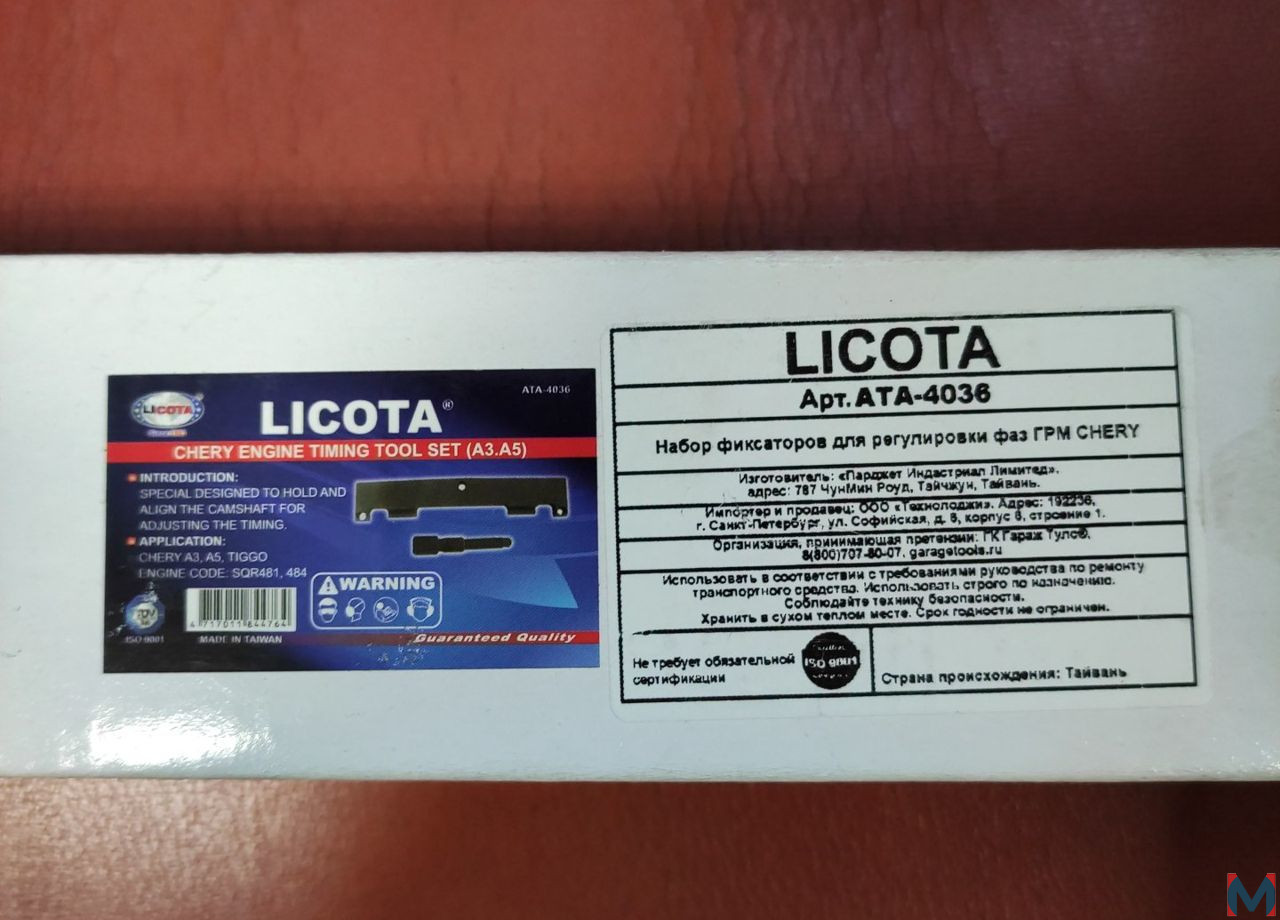 ATA-4036
LICOTA
LICOTA®
CHERY ENGINE TIMING TOOL SET (A3.A5)
INTRODUCTION:
SPECIAL DESIGNED TO HOLD AND
ALIGN THE CAMSHAFT FOR
ADJUSTING THE TIMING.
APPLICATION:
CHERY A3, A5, TIGGO
ENGINE CODE: SQR481, 484
WARNING
4 717011 844764
ISO 9001
MADE IN TAIWAN
Guaranteed Quality
LICOTA
Арт.АТА-4036
Набор фиксаторов для регулировки фаз ГРМ CHERY
Изготовитель: «Парджет Индастриал Лимитед».
адрес: 787 ЧунМин Роуд, Тайчжун, Тайвань.
Импортер и продавец: ООО «Технолоджи». Адрес: 192236,
г. Санкт-Петербург, ул. Софийская, д. 8, корпус 6, строение 1.
Организация, принимающая претензии: ГК Гараж Тулс®,
8(800)707-80-07, garagetools.ru
Использовать в соответствии с требованиями руководства по ремонту
транспортного средства. Использовать строго по назначению.
Соблюдайте технику безопасности.
Хранить в сухом теплом месте. Срок годности не ограничен.
Не требует обязательной
сертификации
ISO 9001
Страна происхождения: Тайвань
M